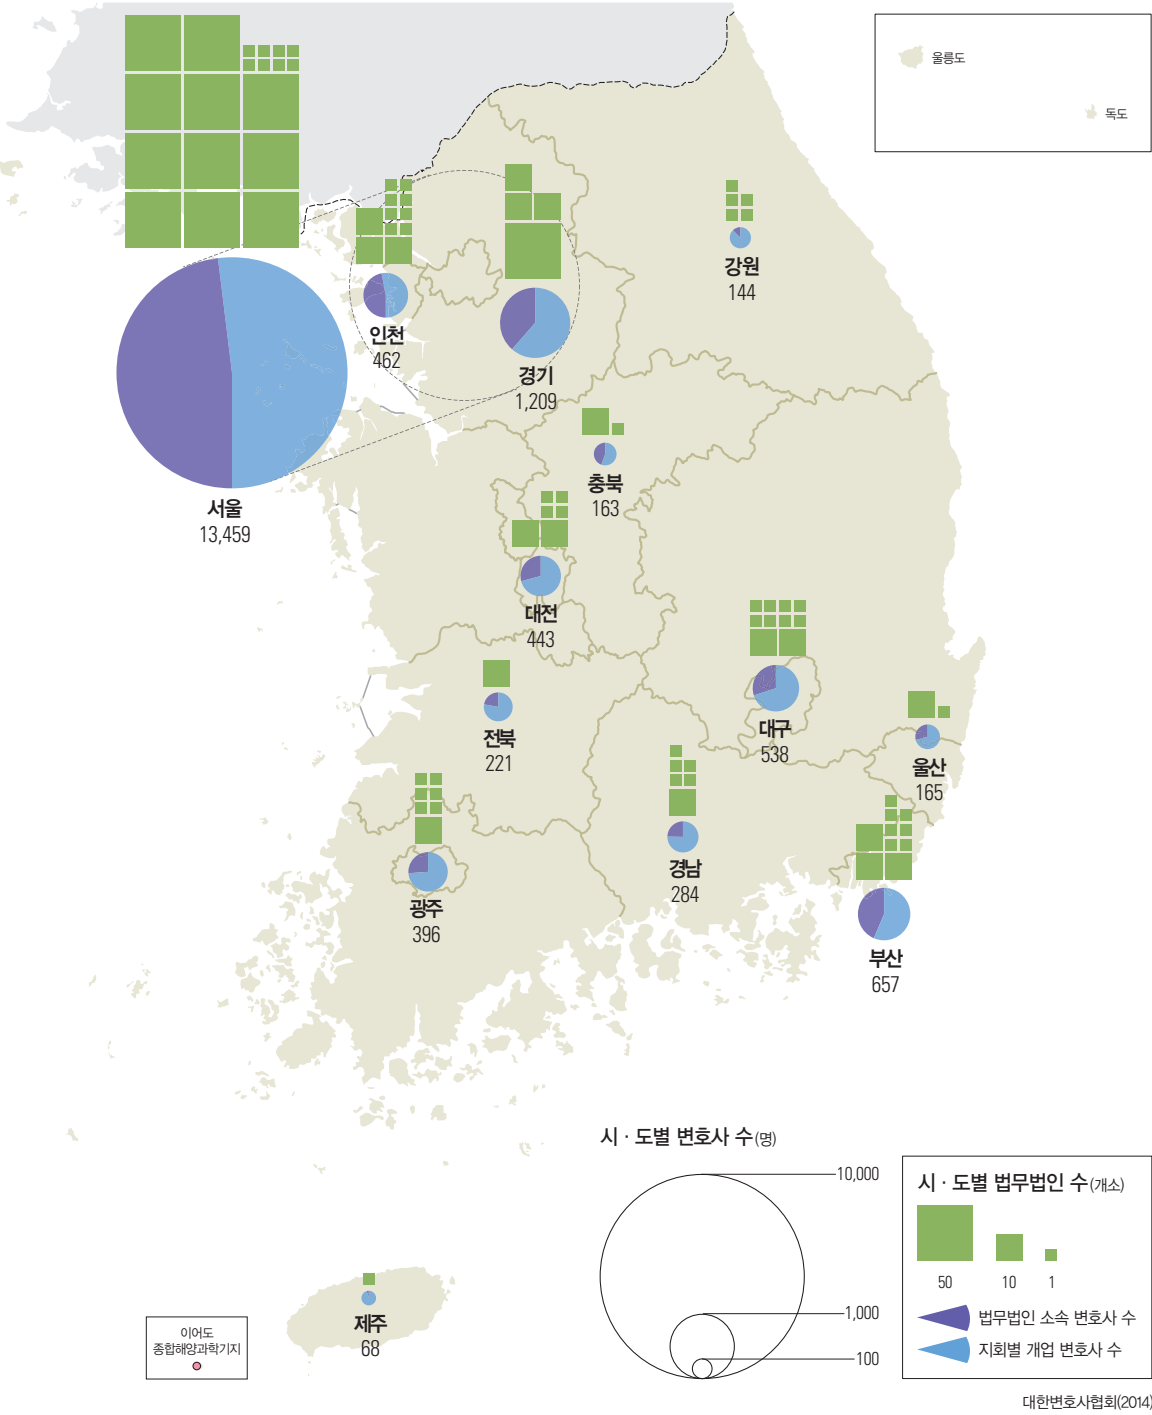 울릉도
독도
강원
144
인천
462
경기
1,209
충북
163
서울
13,459
대전
443
전북
221
대구
538
울산
165
경남
284
광주
396
부산
657
제주
68
이어도
종합해양과학기지
시 · 도별 변호사 수(명)
10,000
1,000
100
시 · 도별 법무법인 수(개소)
50 10 1
법무법인 소속 변호사 수
지회별 개업 변호사 수
대한변호사협회(2014)